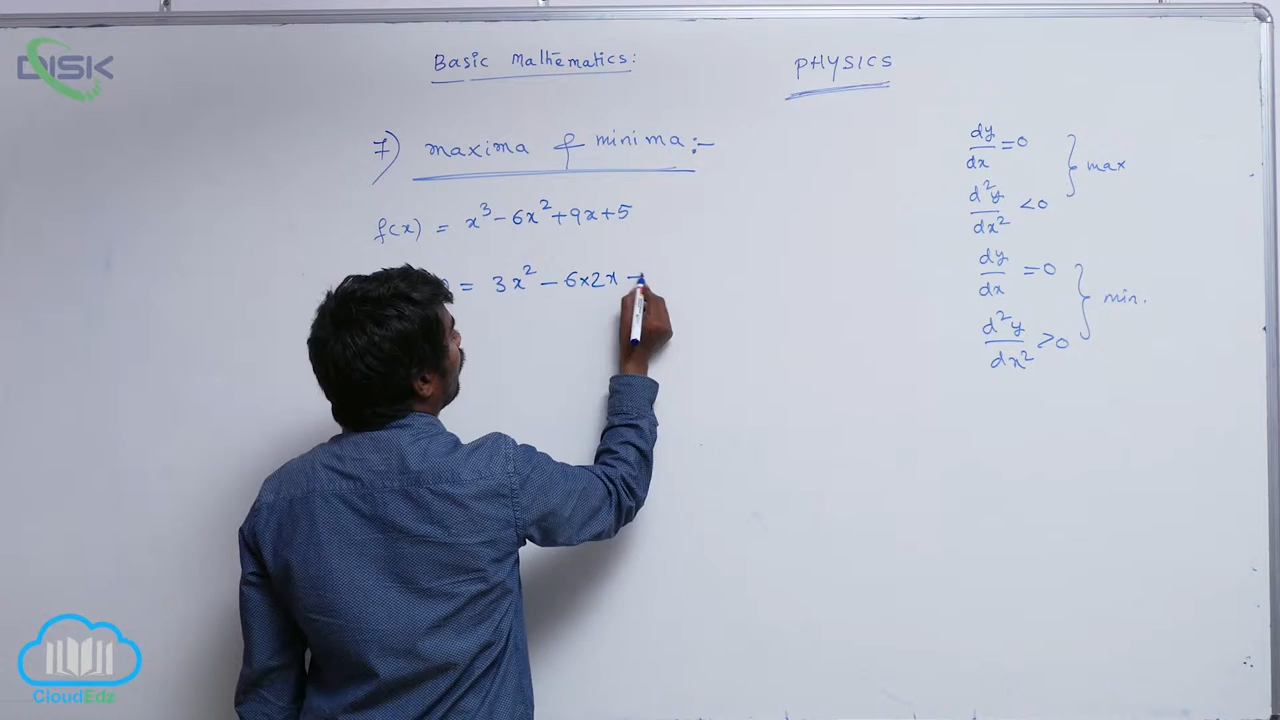 DISK
Basic Mathematics:
PHYSICS
7) maxima & minima:-
f(x) = x³-6x²+9x+5
= 3x² - 6×2x
dy/dx = 0
d²y/dx² <0
} max
dy/dx = 0
d²y/dx² >0
} min.
CloudEdz